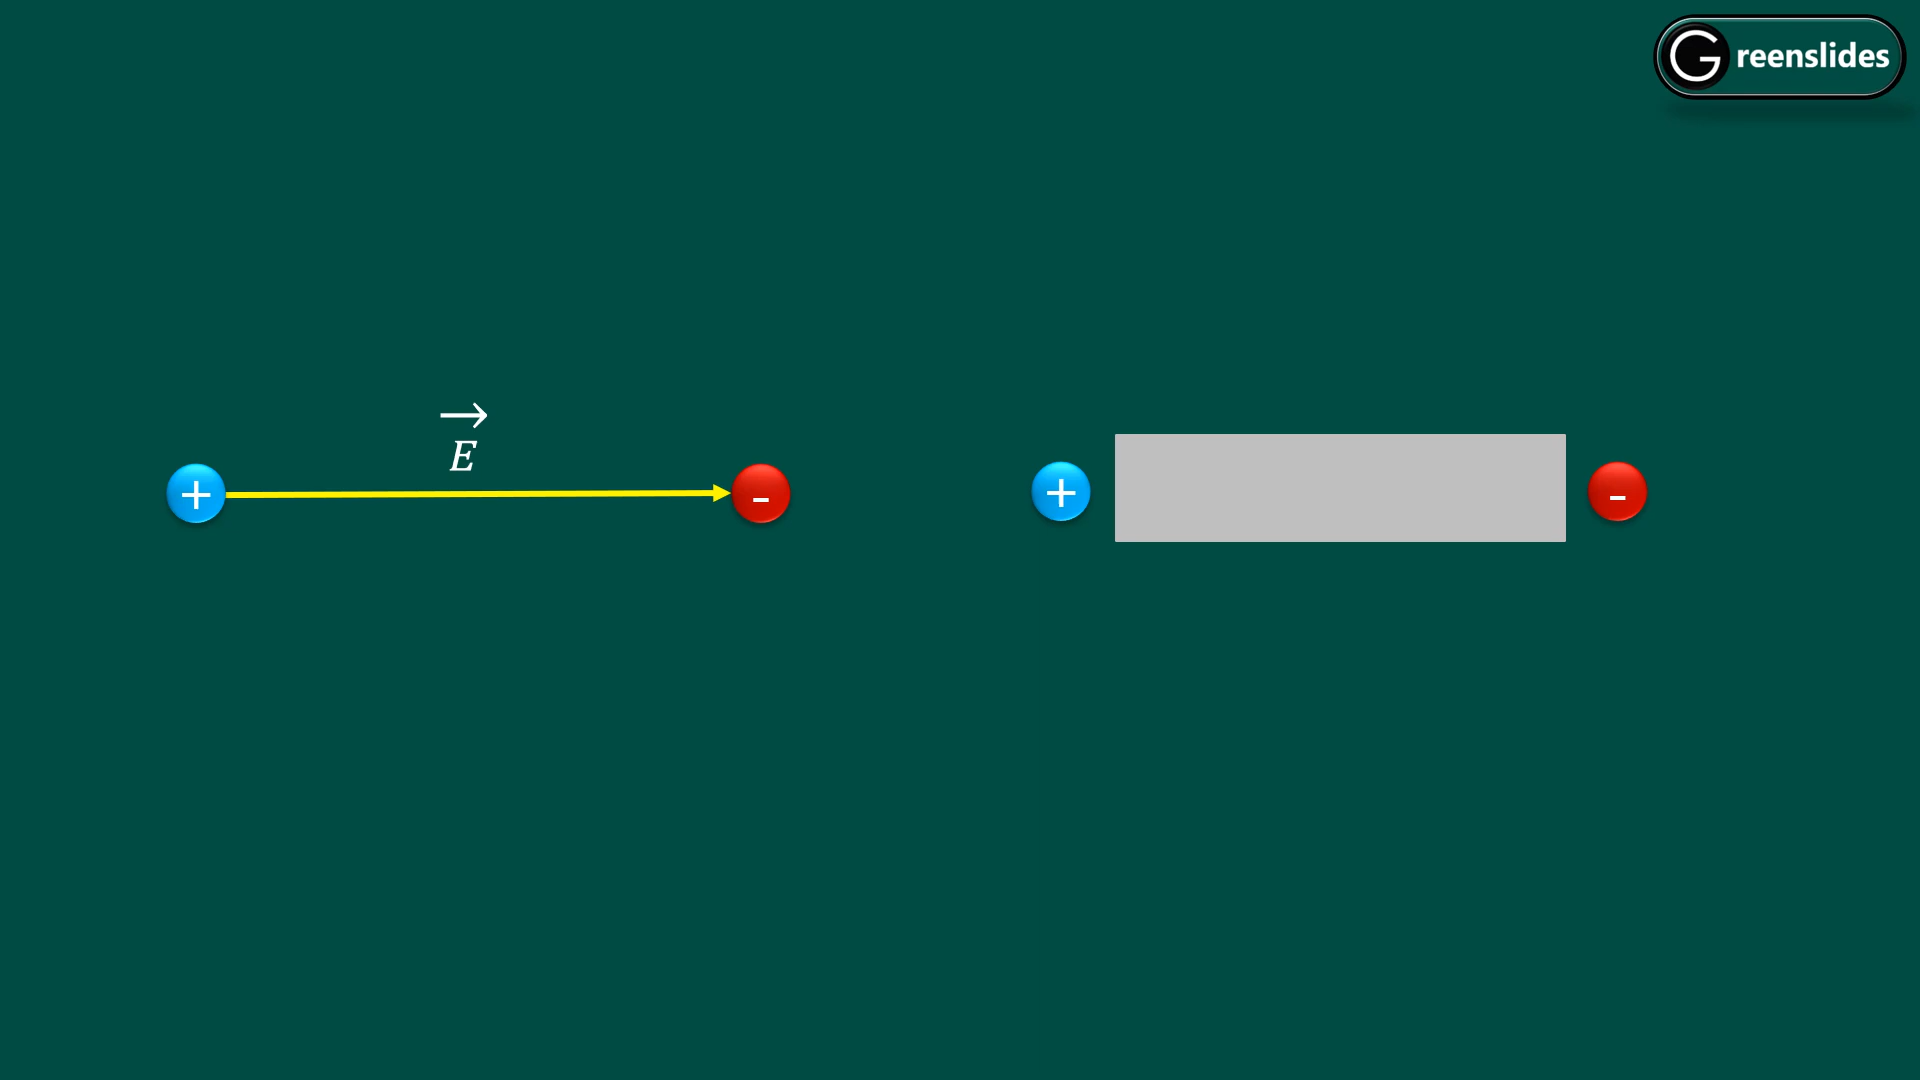 Greenslides
→
E
+
-
+
-